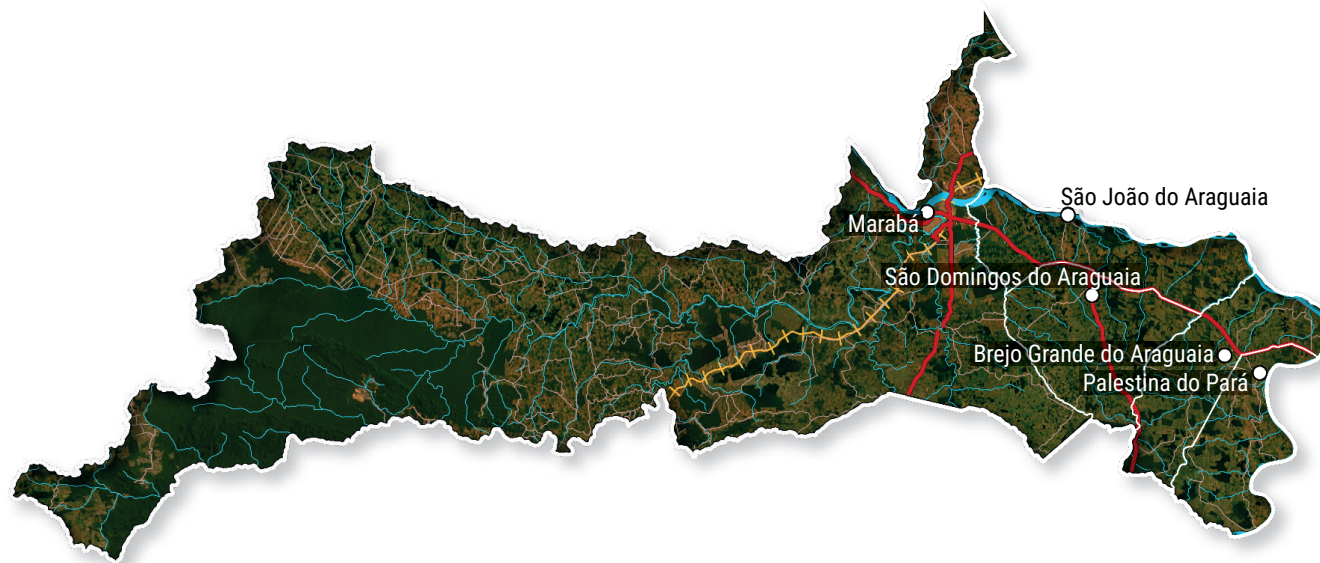 São João do Araguaia
Marabá
São Domingos do Araguaia
Brejo Grande do Araguaia
Palestina do Pará